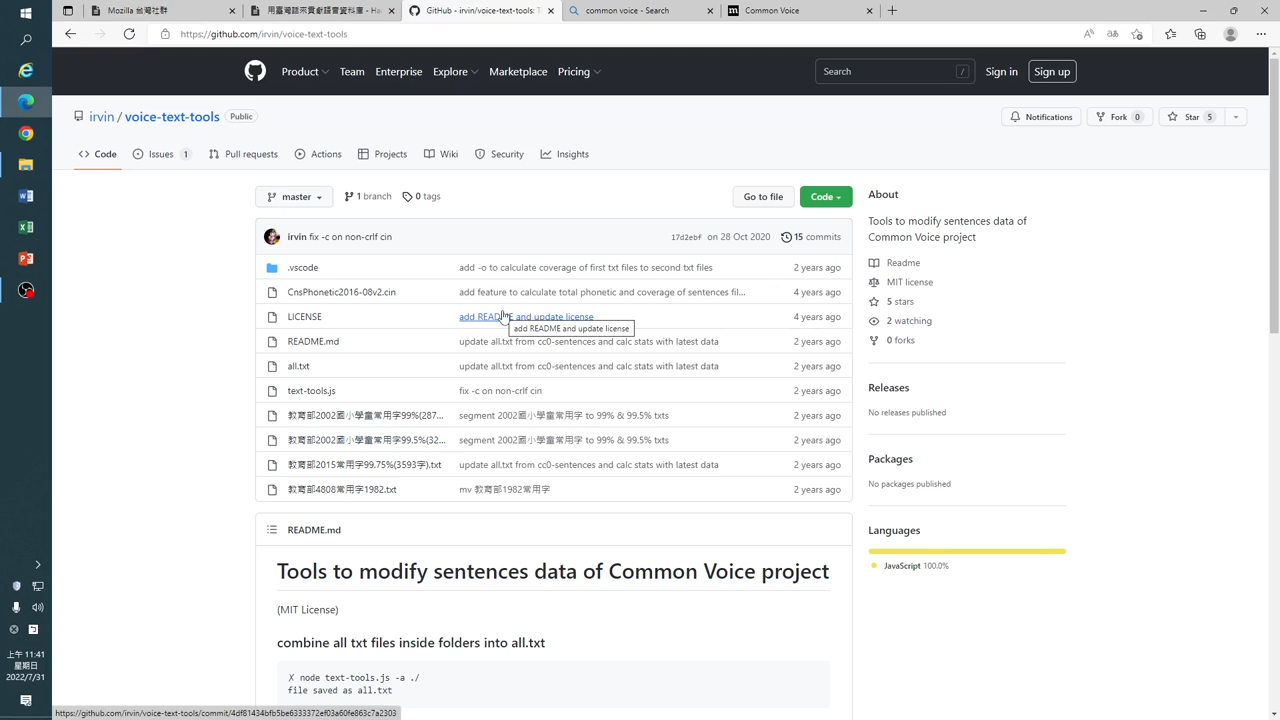 Mozilla 台灣社群
用臺灣語來貢獻語音資料庫 - Ha
GitHub - irvin/voice-text-tools: T
common voice - Search
Common Voice
https://github.com/irvin/voice-text-tools
Product
Team
Enterprise
Explore
Marketplace
Pricing
Search /
Sign in
Sign up
irvin / voice-text-tools Public
Notifications
Fork 0
Star 5
Code
Issues 1
Pull requests
Actions
Projects
Wiki
Security
Insights
master
1 branch
0 tags
Go to file
Code
irvin fix -c on non-crlf cin 17d2ebf on 28 Oct 2020 15 commits
.vscode add -o to calculate coverage of first txt files to second txt files 2 years ago
CnsPhonetic2016-08v2.cin add feature to calculate total phonetic and coverage of sentences fil... 4 years ago
LICENSE add README and update license 4 years ago
add README and update license
README.md update all.txt from cc0-sentences and calc stats with latest data 2 years ago
all.txt update all.txt from cc0-sentences and calc stats with latest data 2 years ago
text-tools.js fix -c on non-crlf cin 2 years ago
教育部2002國小學童常用字99%(287... segment 2002國小學童常用字 to 99% & 99.5% txts 2 years ago
教育部2002國小學童常用字99.5%(32... segment 2002國小學童常用字 to 99% & 99.5% txts 2 years ago
教育部2015常用字99.75%(3593字).txt update all.txt from cc0-sentences and calc stats with latest data 2 years ago
教育部4808常用字1982.txt mv 教育部1982常用字 2 years ago
README.md
Tools to modify sentences data of Common Voice project
(MIT License)
combine all txt files inside folders into all.txt
X node text-tools.js -a ./
file saved as all.txt
About
Tools to modify sentences data of
Common Voice project
Readme
MIT license
5 stars
2 watching
0 forks
Releases
No releases published
Packages
No packages published
Languages
JavaScript 100.0%
上午 11:41
星期日
2022/7/31
https://github.com/irvin/voice-text-tools/commit/4df81434bfb5be6333372ef03a60fe863c7a2303